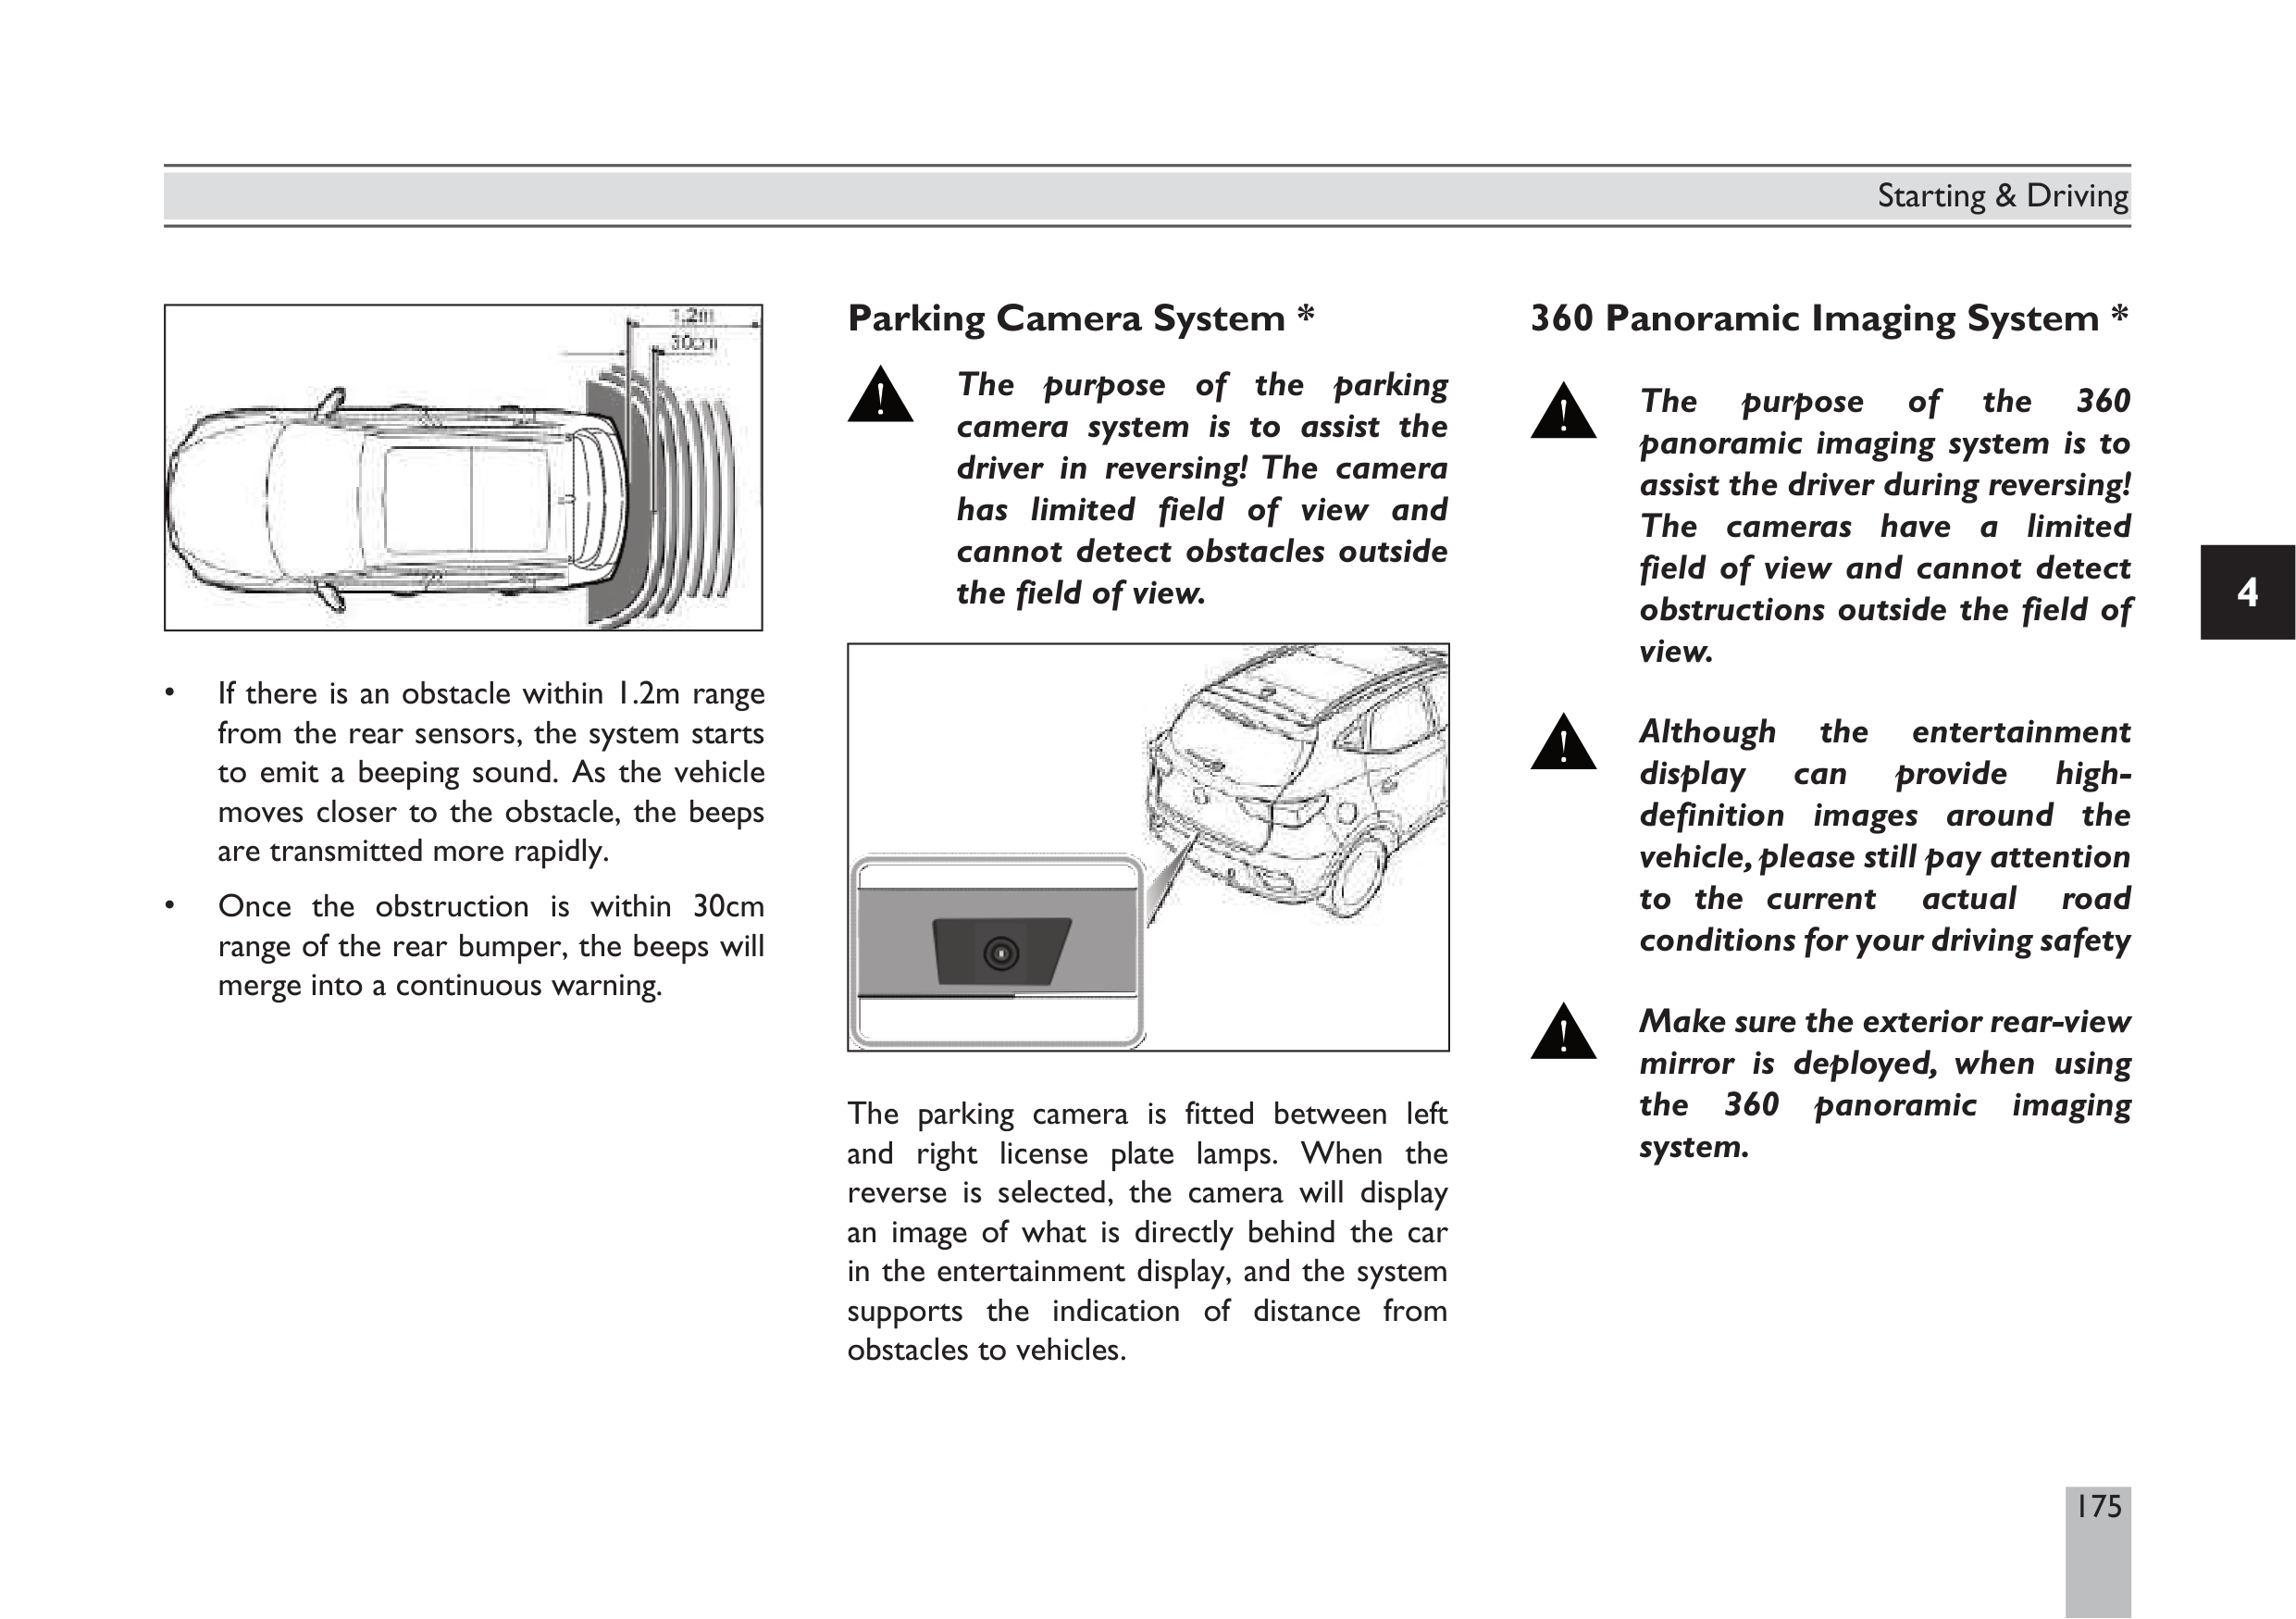 Starting & Driving
1.2m
30cm
• If there is an obstacle within 1.2m range
from the rear sensors, the system starts
to emit a beeping sound. As the vehicle
moves closer to the obstacle, the beeps
are transmitted more rapidly.
• Once the obstruction is within 30cm
range of the rear bumper, the beeps will
merge into a continuous warning.
Parking Camera System *
The purpose of the parking
camera system is to assist the
driver in reversing! The camera
has limited field of view and
cannot detect obstacles outside
the field of view.
The parking camera is fitted between left
and right license plate lamps. When the
reverse is selected, the camera will display
an image of what is directly behind the car
in the entertainment display, and the system
supports the indication of distance from
obstacles to vehicles.
360 Panoramic Imaging System *
The purpose of the 360
panoramic imaging system is to
assist the driver during reversing!
The cameras have a limited
field of view and cannot detect
obstructions outside the field of
view.
Although the entertainment
display can provide high-
definition images around the
vehicle, please still pay attention
to the current actual road
conditions for your driving safety
Make sure the exterior rear-view
mirror is deployed, when using
the 360 panoramic imaging
system.
4
175